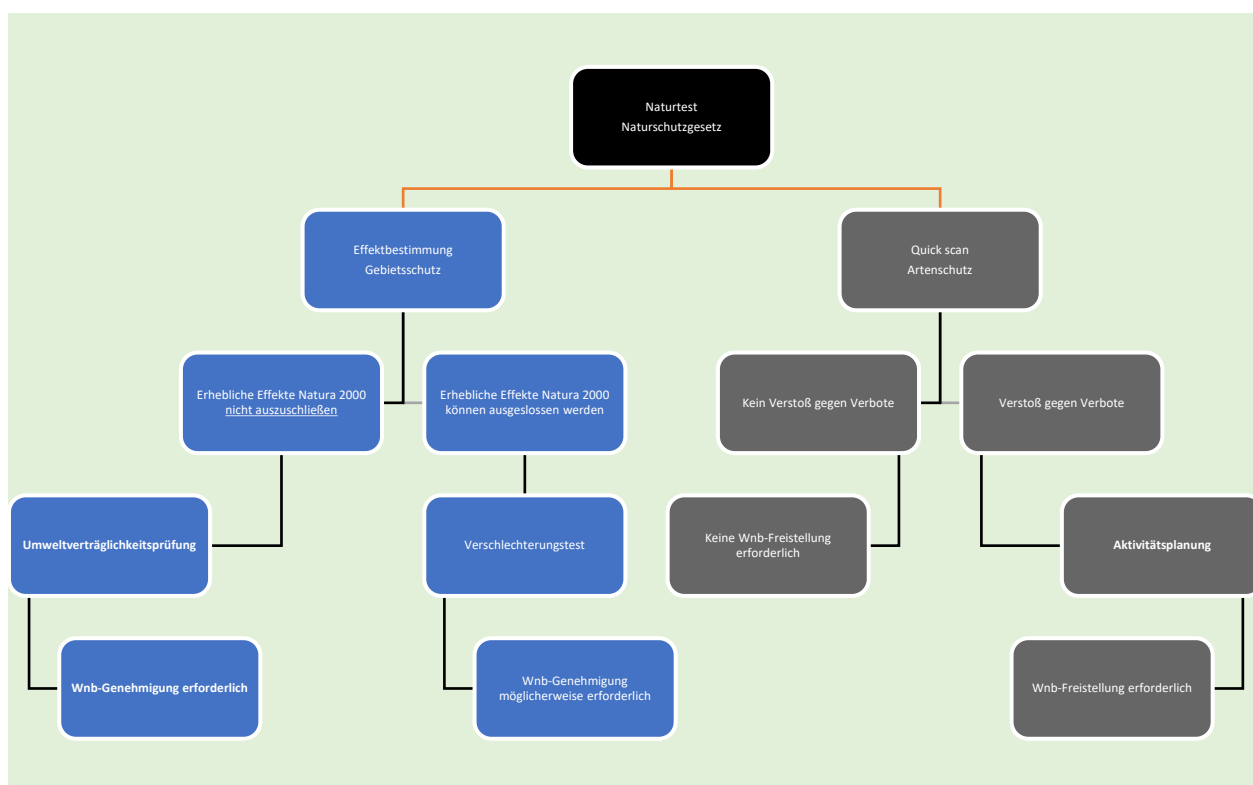 Naturtest
Naturschutzgesetz
Effektbestimmung
Gebietsschutz
Quick scan
Artenschutz
Erhebliche Effekte Natura 2000
nicht auszuschließen
Erhebliche Effekte Natura 2000
können ausgeslossen werden
Kein Verstoß gegen Verbote
Verstoß gegen Verbote
Umweltverträglichkeitsprüfung
Verschlechterungstest
Keine Wnb-Freistellung
erforderlich
Aktivitätsplanung
Wnb-Genehmigung erforderlich
Wnb-Genehmigung
möglicherweise erforderlich
Wnb-Freistellung erforderlich